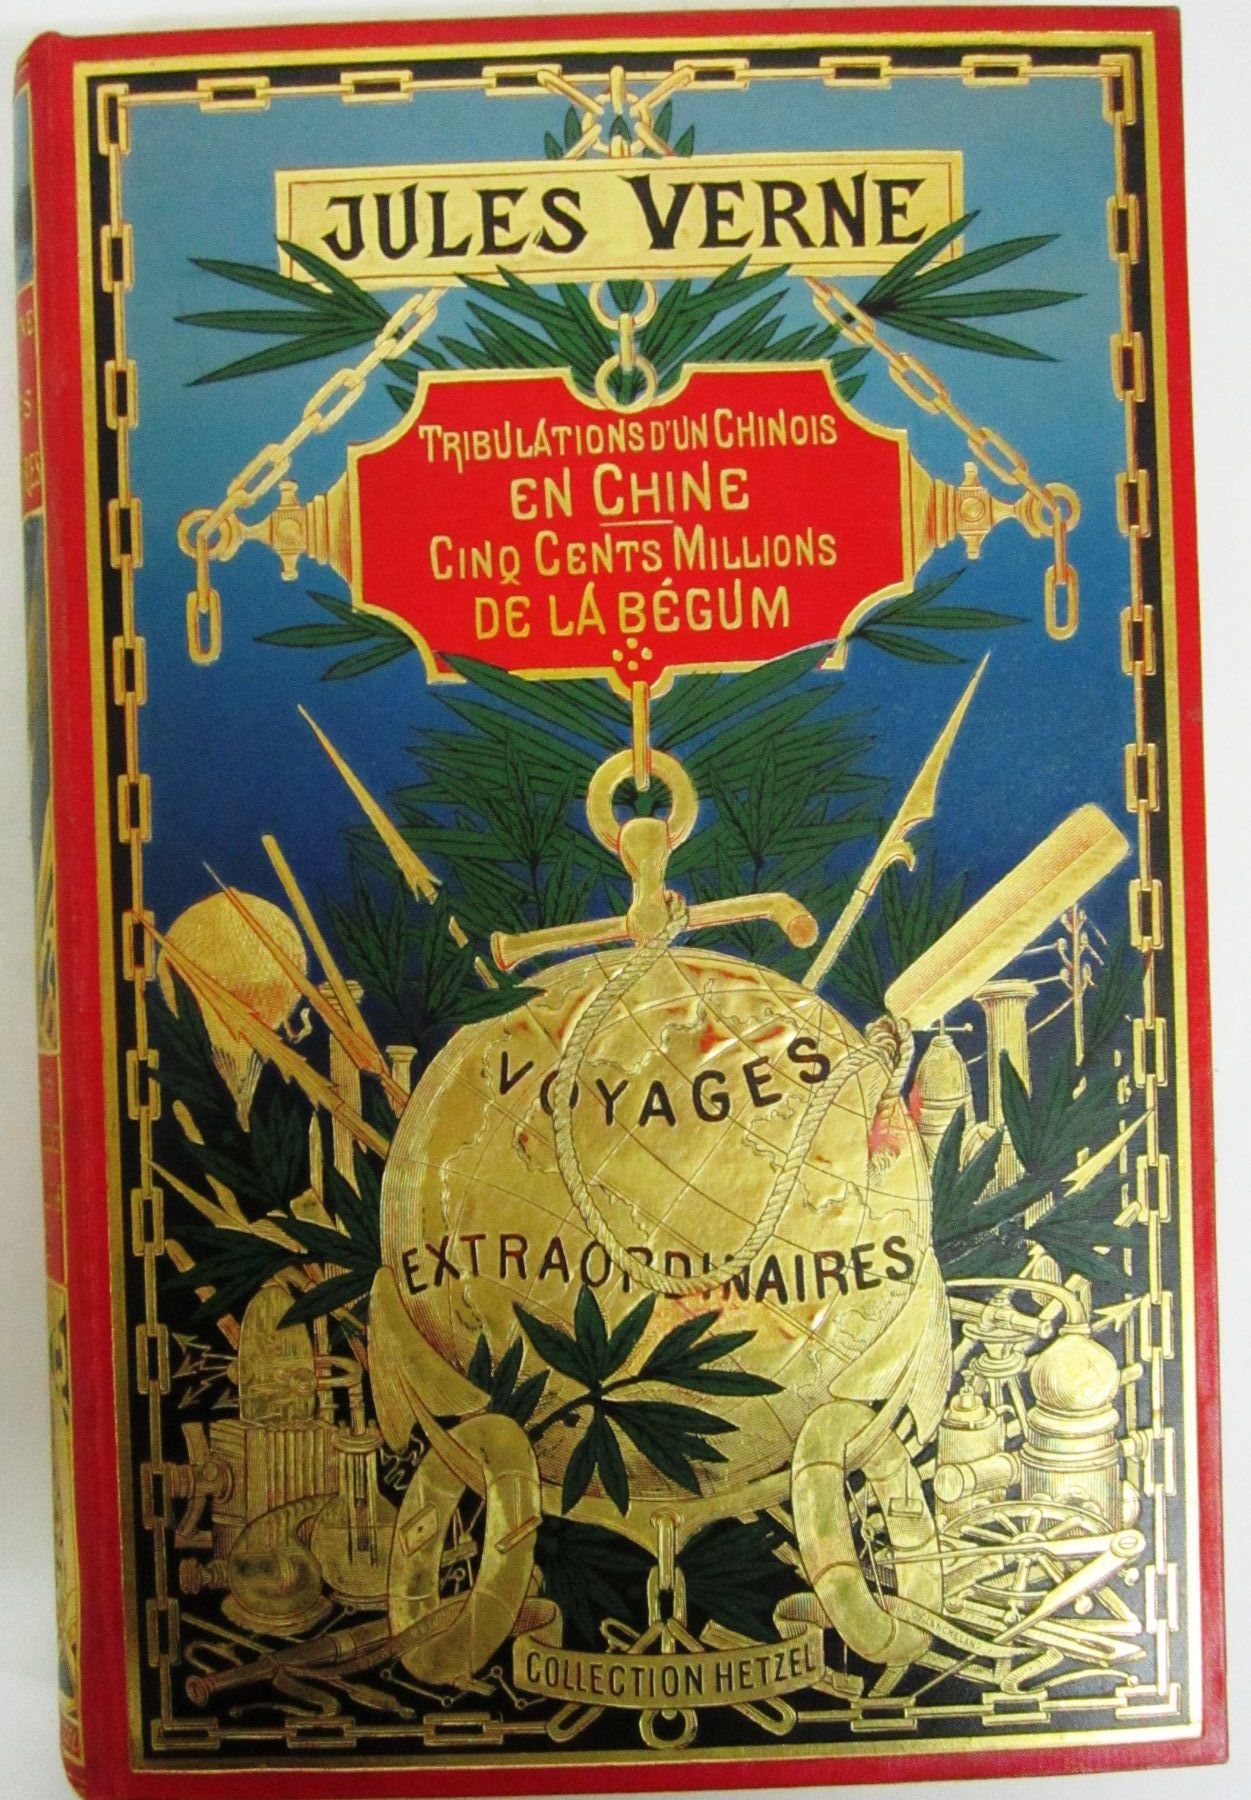 JULES VERNE
TRIBULATIONS D'UN CHINOIS
EN CHINE
CINQ CENTS MILLIONS
DE LA BÉGUM
VOYAGES
EXTRAORDINAIRES
COLLECTION HETZEL